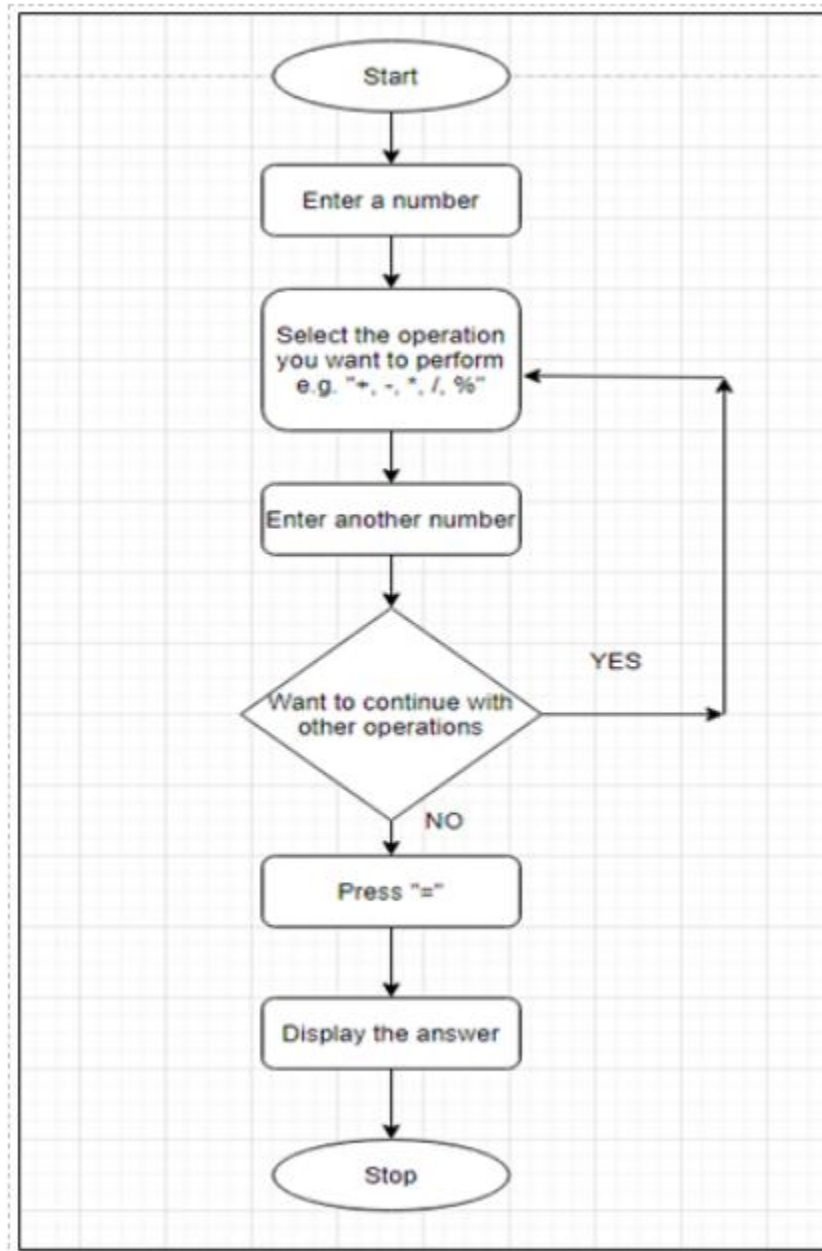 Start
Enter a number
Select the operation
you want to perform
e.g. "+, -, *, /, %"
Enter another number
Want to continue with
other operations
YES
NO
Press "="
Display the answer
Stop